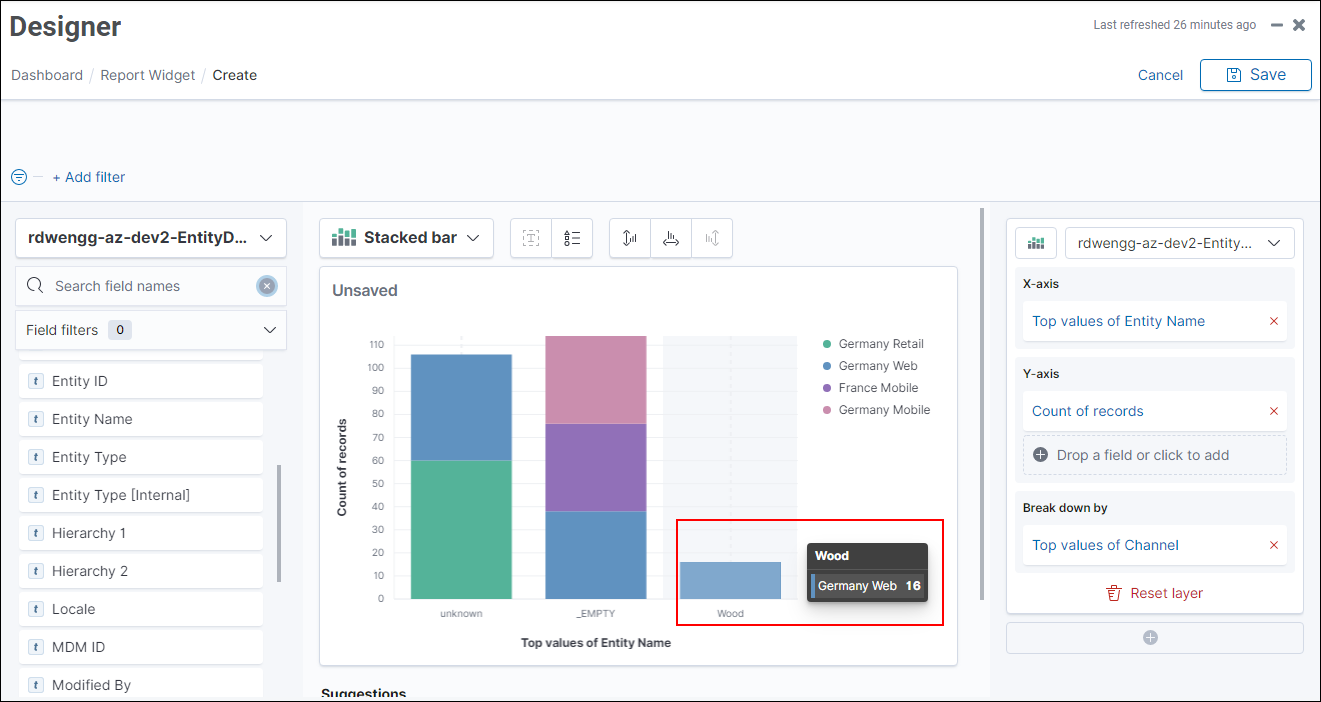 Designer
Last refreshed 26 minutes ago
Dashboard / Report Widget / Create
Cancel
Save
+ Add filter
rdwengg-az-dev2-EntityD...
Search field names
Field filters 0
t Entity ID
t Entity Name
t Entity Type
t Entity Type [Internal]
t Hierarchy 1
t Hierarchy 2
t Locale
t MDM ID
t Modified By
Stacked bar
Unsaved
Count of records
110
100
90
80
70
60
50
40
30
20
10
0
unknown
_EMPTY
Wood
Top values of Entity Name
Germany Retail
Germany Web
France Mobile
Germany Mobile
Wood
Germany Web 16
Suggestions
rdwengg-az-dev2-Entity...
X-axis
Top values of Entity Name
Y-axis
Count of records
Drop a field or click to add
Break down by
Top values of Channel
Reset layer